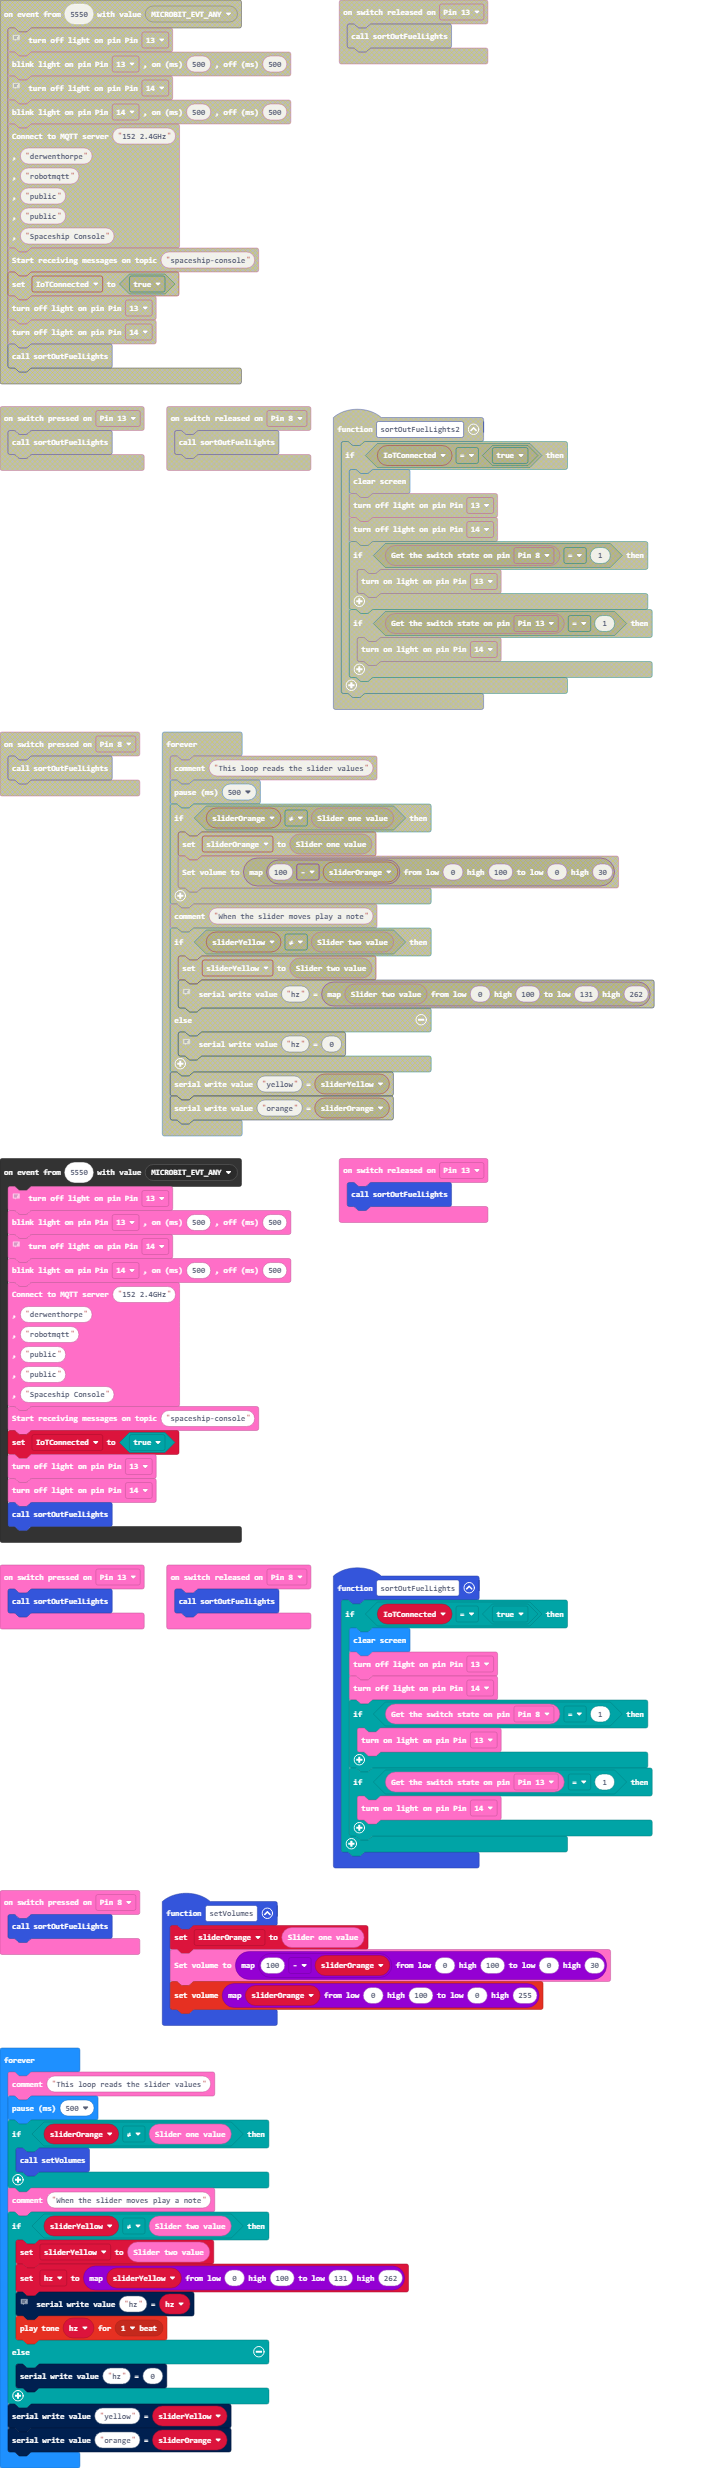 on event from 5550 with value MICROBIT_EVT_ANY
turn off light on pin Pin 13
blink light on pin Pin 13 , on (ms) 500 , off (ms) 500
turn off light on pin Pin 14
blink light on pin Pin 14 , on (ms) 500 , off (ms) 500
Connect to MQTT server "152 2.4GHz"
, "derwenthorpe"
, "robotmqtt"
, "public"
, "public"
, "Spaceship Console"
Start receiving messages on topic "spaceship-console"
set IoTConnected to true
turn off light on pin Pin 13
turn off light on pin Pin 14
call sortOutFuelLights
on switch released on Pin 13
call sortOutFuelLights
on switch pressed on Pin 13
call sortOutFuelLights
on switch released on Pin 8
call sortOutFuelLights
function sortOutFuelLights2
if IoTConnected = true then
clear screen
turn off light on pin Pin 13
turn off light on pin Pin 14
if Get the switch state on pin Pin 8 = 1 then
turn on light on pin Pin 13
if Get the switch state on pin Pin 13 = 1 then
turn on light on pin Pin 14
on switch pressed on Pin 8
call sortOutFuelLights
forever
comment "This loop reads the slider values"
pause (ms) 500
if sliderOrange ≠ Slider one value then
set sliderOrange to Slider one value
Set volume to map 100 - sliderOrange from low 0 high 100 to low 0 high 30
comment "When the slider moves play a note"
if sliderYellow ≠ Slider two value then
set sliderYellow to Slider two value
serial write value "hz" = map Slider two value from low 0 high 100 to low 131 high 262
else
serial write value "hz" = 0
serial write value "yellow" = sliderYellow
serial write value "orange" = sliderOrange
on event from 5550 with value MICROBIT_EVT_ANY
turn off light on pin Pin 13
blink light on pin Pin 13 , on (ms) 500 , off (ms) 500
turn off light on pin Pin 14
blink light on pin Pin 14 , on (ms) 500 , off (ms) 500
Connect to MQTT server "152 2.4GHz"
, "derwenthorpe"
, "robotmqtt"
, "public"
, "public"
, "Spaceship Console"
Start receiving messages on topic "spaceship-console"
set IoTConnected to true
turn off light on pin Pin 13
turn off light on pin Pin 14
call sortOutFuelLights
on switch released on Pin 13
call sortOutFuelLights
on switch pressed on Pin 13
call sortOutFuelLights
on switch released on Pin 8
call sortOutFuelLights
function sortOutFuelLights
if IoTConnected = true then
clear screen
turn off light on pin Pin 13
turn off light on pin Pin 14
if Get the switch state on pin Pin 8 = 1 then
turn on light on pin Pin 13
if Get the switch state on pin Pin 13 = 1 then
turn on light on pin Pin 14
on switch pressed on Pin 8
call sortOutFuelLights
function setVolumes
set sliderOrange to Slider one value
Set volume to map 100 - sliderOrange from low 0 high 100 to low 0 high 30
set volume map sliderOrange from low 0 high 100 to low 0 high 255
forever
comment "This loop reads the slider values"
pause (ms) 500
if sliderOrange ≠ Slider one value then
call setVolumes
comment "When the slider moves play a note"
if sliderYellow ≠ Slider two value then
set sliderYellow to Slider two value
set hz to map sliderYellow from low 0 high 100 to low 131 high 262
serial write value "hz" = hz
play tone hz for 1 beat
else
serial write value "hz" = 0
serial write value "yellow" = sliderYellow
serial write value "orange" = sliderOrange